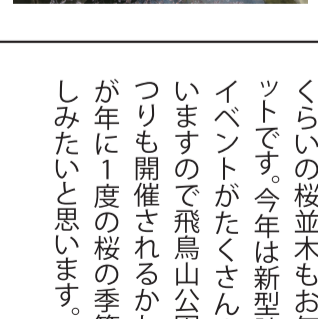 くらいの桜並木もお
ットです。今年は新型
イベントがたくさん
いますので飛鳥山公
つりも開催されるか
が年に1度の桜の季
しみたいと思います。